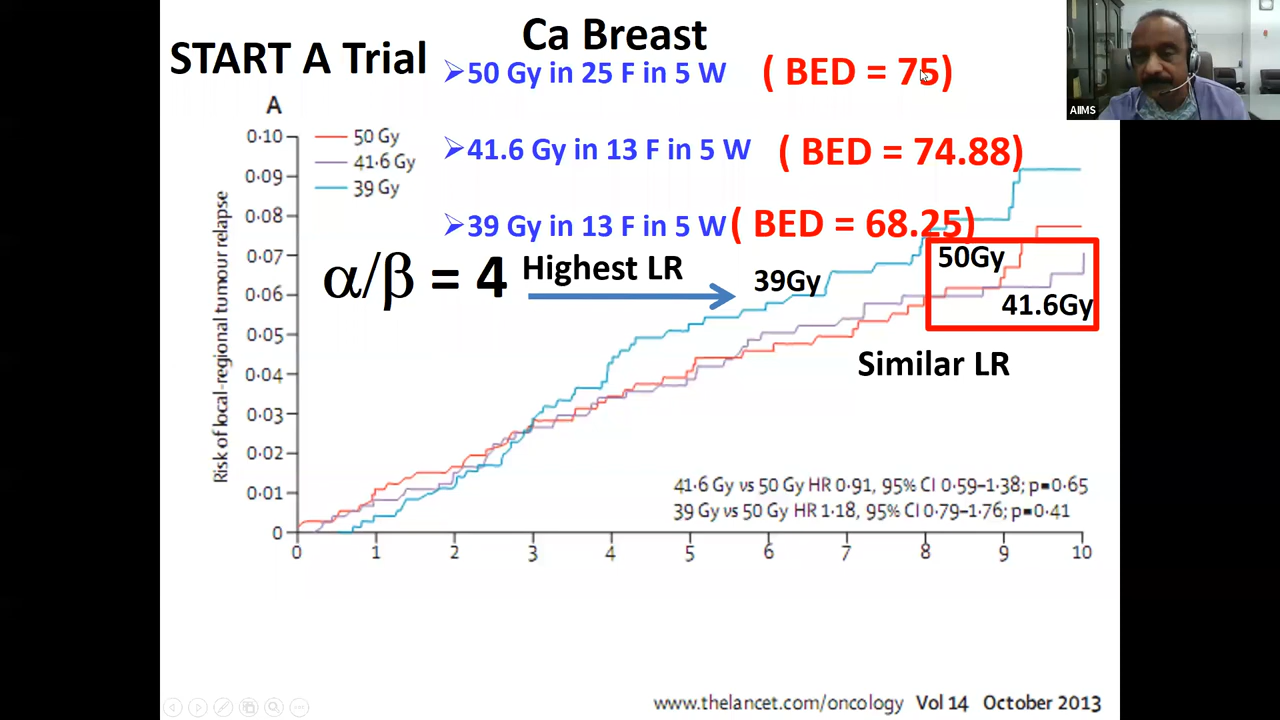 Ca Breast
START A Trial
➢50 Gy in 25 F in 5 W ( BED = 75)
AIIMS
A
➢41.6 Gy in 13 F in 5 W ( BED = 74.88)
➢39 Gy in 13 F in 5 W ( BED = 68.25)
50 Gy
41·6 Gy
39 Gy
α/β = 4
Highest LR
39Gy
50Gy
41.6Gy
Similar LR
Risk of local-regional tumour relapse
0·10
0·09
0·08
0·07
0·06
0·05
0·04
0·03
0·02
0·01
0
0 1 2 3 4 5 6 7 8 9 10
41·6 Gy vs 50 Gy HR 0·91, 95% CI 0·59–1·38; p=0·65
39 Gy vs 50 Gy HR 1·18, 95% CI 0·79–1·76; p=0·41
www.thelancet.com/oncology Vol 14 October 2013